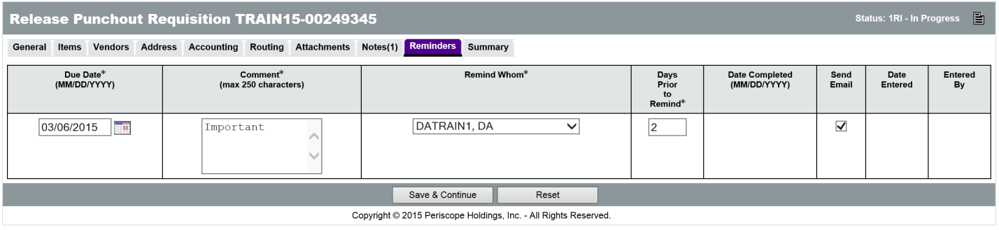 Release Punchout Requisition TRAIN15-00249345
Status: 1RI - In Progress
General Items Vendors Address Accounting Routing Attachments Notes(1) Reminders Summary
Due Date*
(MM/DD/YYYY)
Comment*
(max 250 characters)
Remind Whom*
Days
Prior
to
Remind*
Date Completed
(MM/DD/YYYY)
Send
Email
Date
Entered
Entered
By
03/06/2015
Important
DATRAIN1, DA
2
Save & Continue
Reset
Copyright © 2015 Periscope Holdings, Inc. - All Rights Reserved.